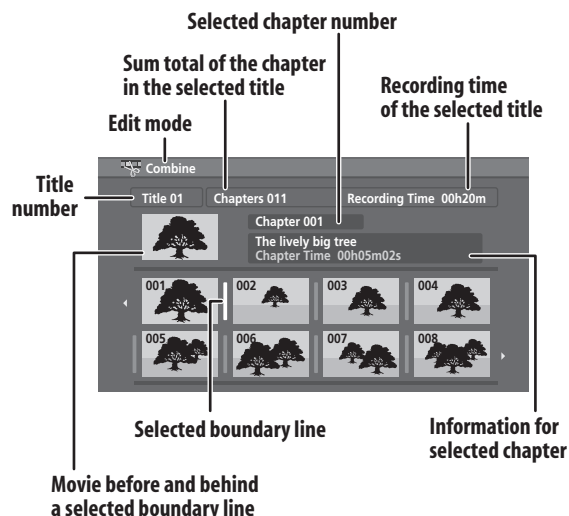 Selected chapter number
Sum total of the chapter
in the selected title
Recording time
of the selected title
Edit mode
Combine
Title
number
Title 01
Chapters 011
Recording Time 00h20m
Chapter 001
The lively big tree
Chapter Time 00h05m02s
001
002
003
004
005
006
007
008
Selected boundary line
Information for
selected chapter
Movie before and behind
a selected boundary line